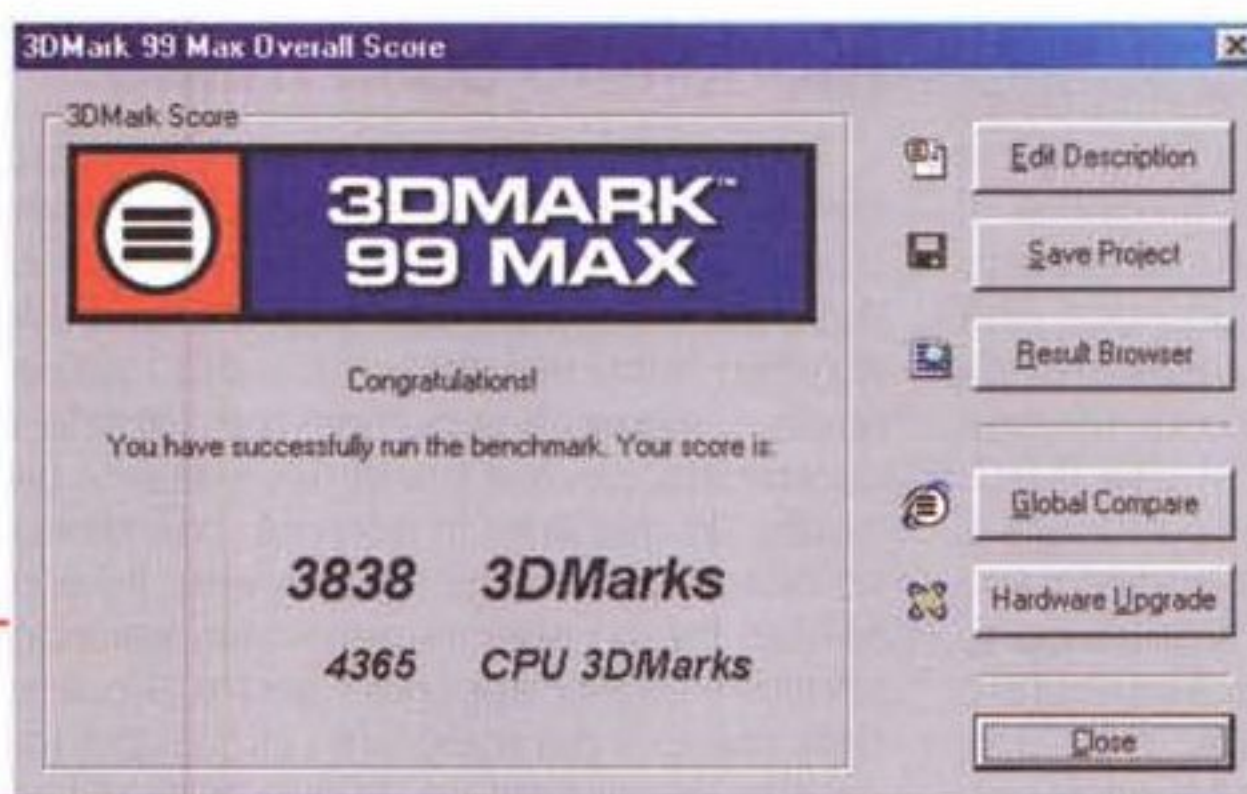 3DMark 99 Max Overall Score
3DMark Score
3DMARK™
99 MAX
Congratulations!
You have successfully run the benchmark. Your score is:
3838 3DMarks
4365 CPU 3DMarks
Edit Description
Save Project
Result Browser
Global Compare
Hardware Upgrade
Close